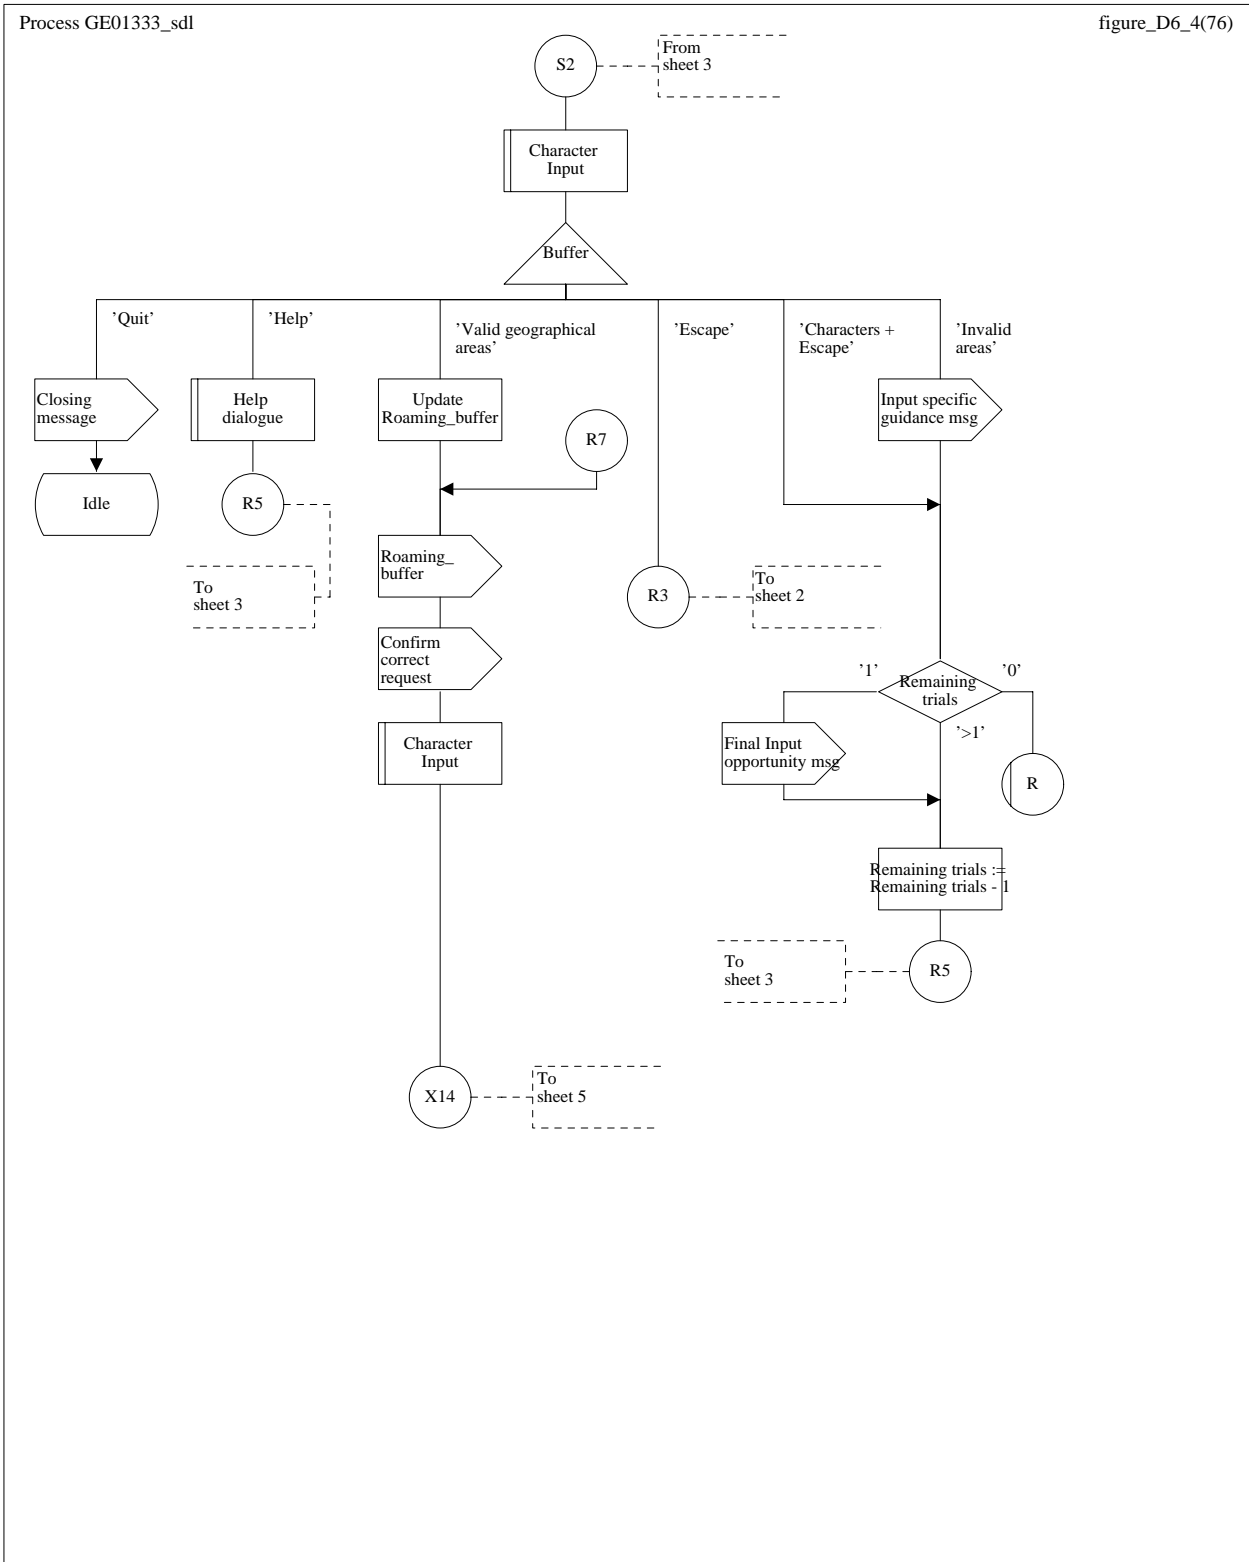 Process GE01333_sdl
figure_D6_4(76)
S2
From
sheet 3
Character
Input
Buffer
’Quit’
’Help’
’Valid geographical
areas’
’Escape’
’Characters +
Escape’
’Invalid
areas’
Closing
message
Help
dialogue
Update
Roaming_buffer
R7
Input specific
guidance msg
Idle
R5
Roaming_
buffer
To
sheet 3
R3
To
sheet 2
Confirm
correct
request
’1’
Remaining
trials
’0’
’>1’
Character
Input
Final Input
opportunity msg
R
Remaining trials :=
Remaining trials - 1
To
sheet 3
R5
X14
To
sheet 5